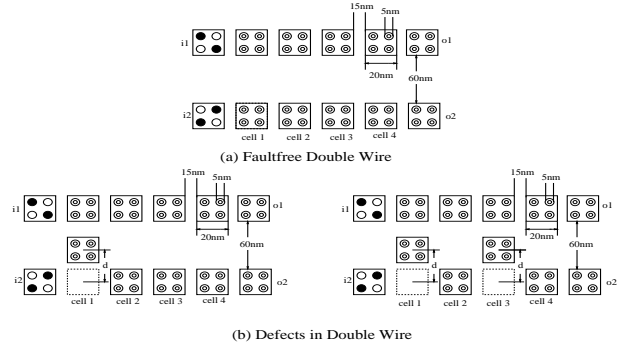 15nm 5nm
i1 o1
20nm 60nm
i2 o2
cell 1 cell 2 cell 3 cell 4
(a) Faultfree Double Wire
15nm 5nm 15nm 5nm
i1 o1 i1 o1
20nm 60nm 20nm 60nm
d d d
i2 o2 i2 o2
cell 1 cell 2 cell 3 cell 4 cell 1 cell 2 cell 3 cell 4
(b) Defects in Double Wire